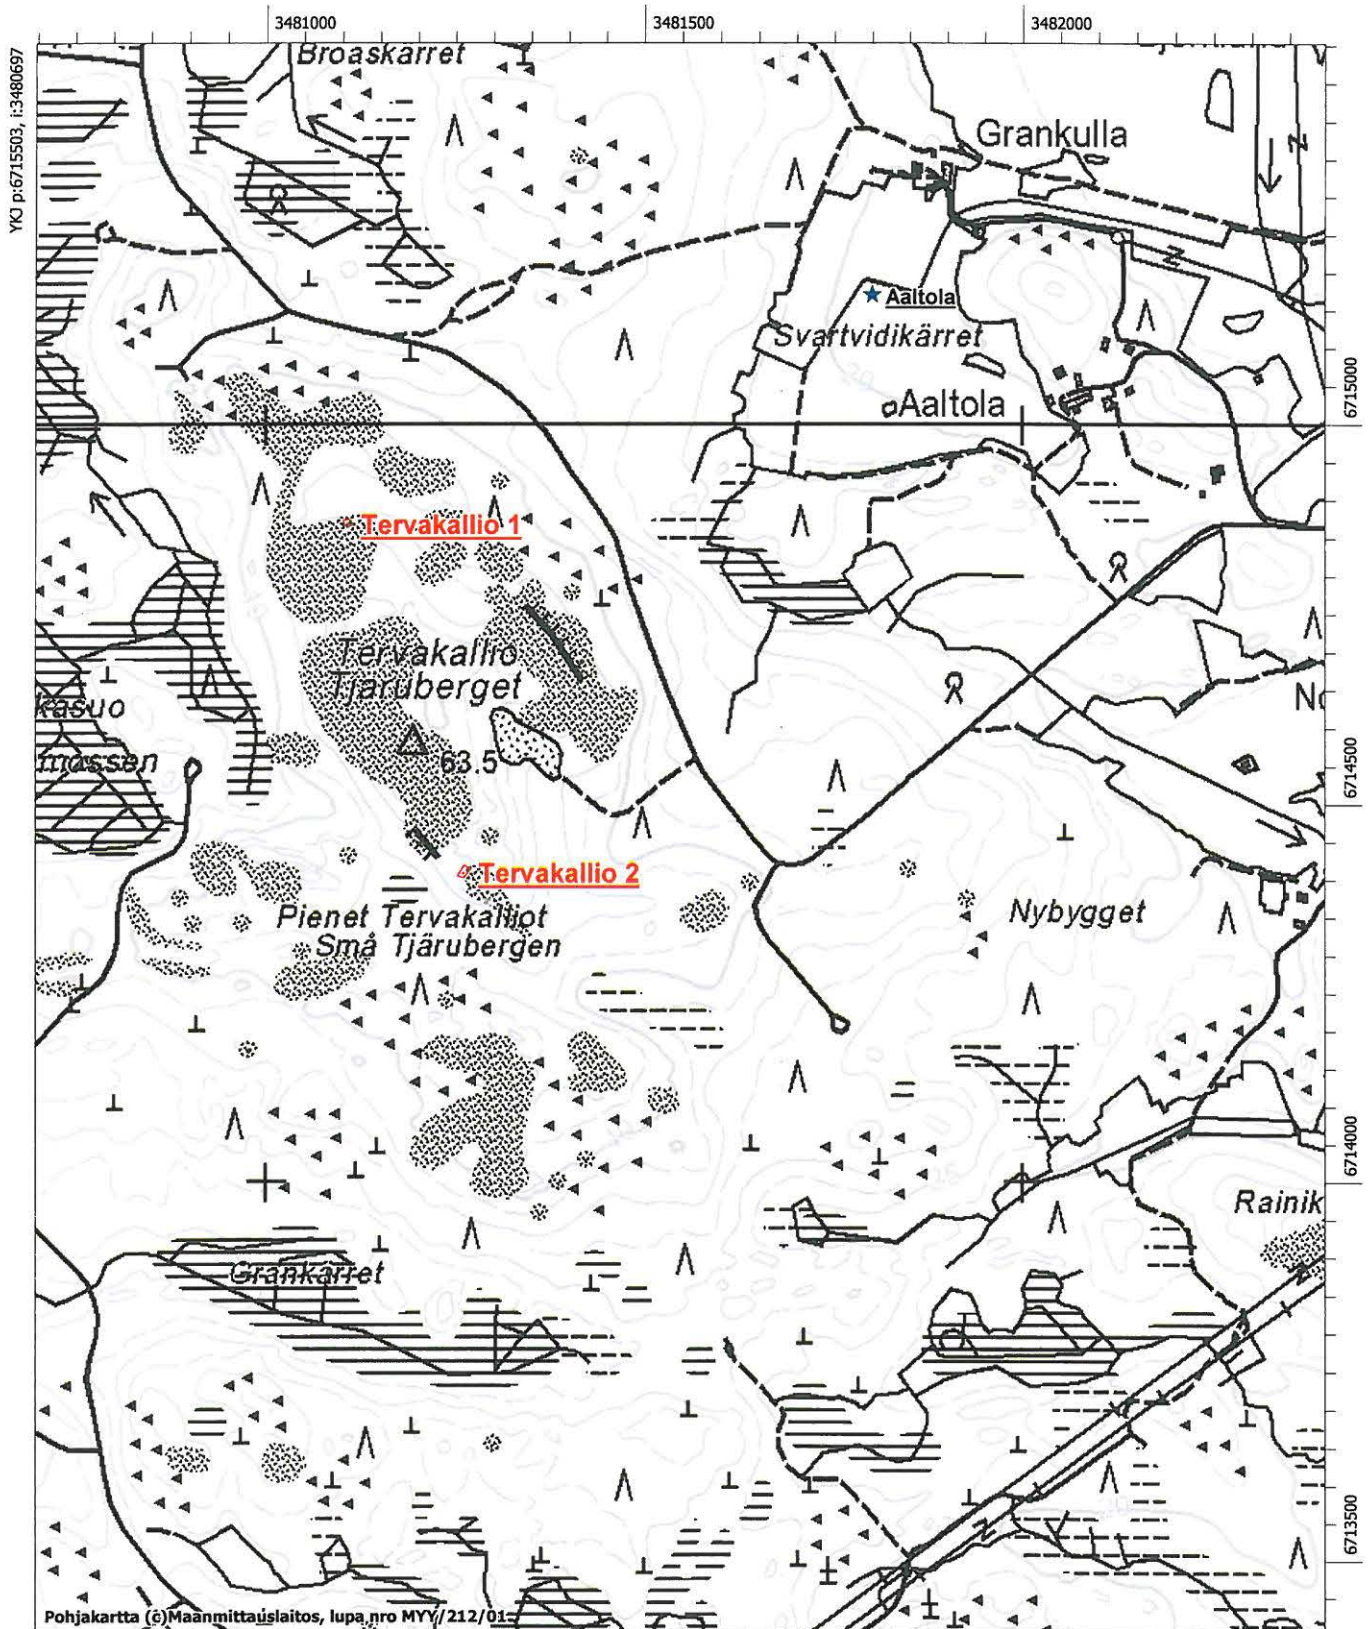 3481000
3481500
3482000
YKJ p:6715503, i:3480697
Broaskärret
Grankulla
Aaltola
Svartvidikärret
6715000
Aaltola
Tervakallio 1
Tervakallio
Tjäruberget
kasuo
mossen
63.5
6714500
Tervakallio 2
Pienet Tervakalliot
Små Tjärubergen
Nybygget
6714000
Rainik
Grankärret
6713500
Pohjakartta (c)Maanmittauslaitos, lupa nro MYY/212/01